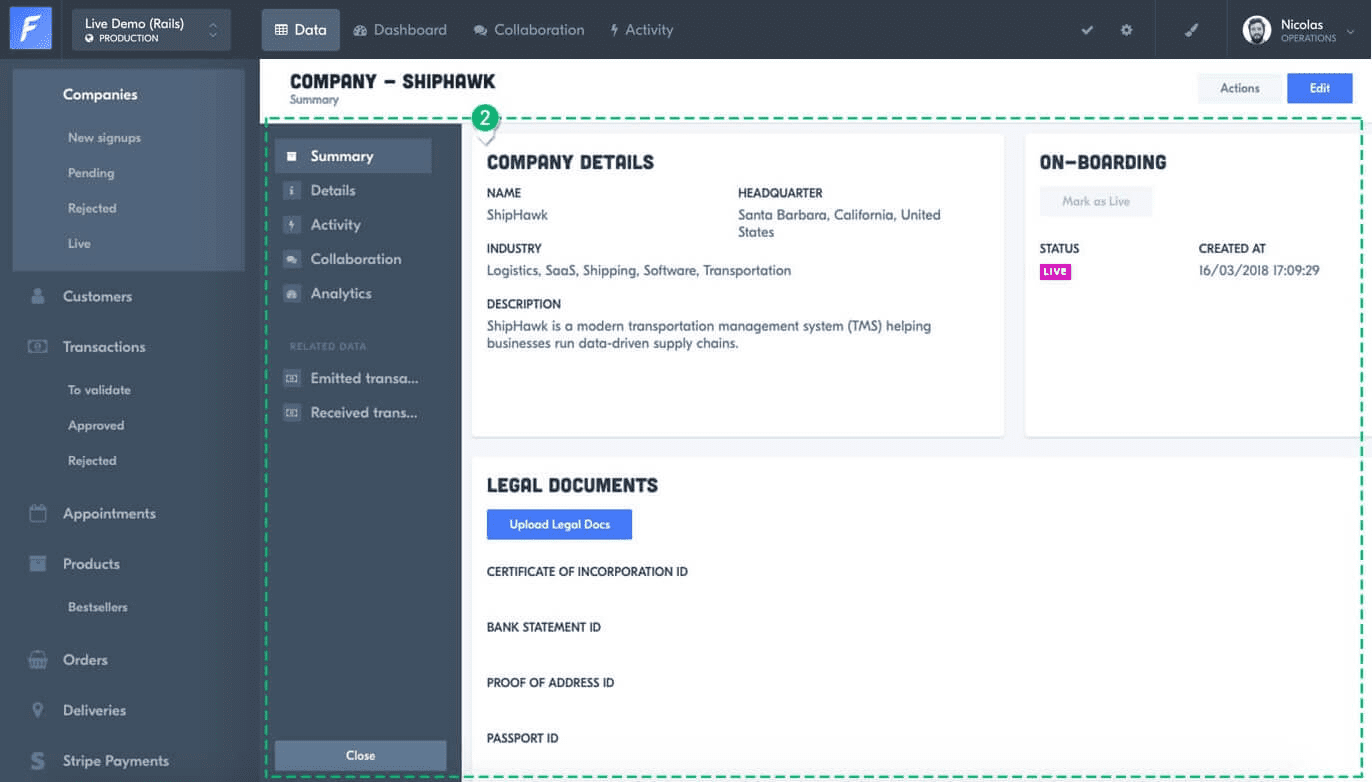 Live Demo (Rails)
PRODUCTION
Data
Dashboard
Collaboration
Activity
Nicolas
OPERATIONS
Companies
New signups
Pending
Rejected
Live
Customers
Transactions
To validate
Approved
Rejected
Appointments
Products
Bestsellers
Orders
Deliveries
Stripe Payments
COMPANY - SHIPHAWK
Summary
Actions
Edit
2
Summary
Details
Activity
Collaboration
Analytics
RELATED DATA
Emitted transa...
Received trans...
Close
COMPANY DETAILS
NAME
ShipHawk
HEADQUARTER
Santa Barbara, California, United
States
INDUSTRY
Logistics, SaaS, Shipping, Software, Transportation
DESCRIPTION
ShipHawk is a modern transportation management system (TMS) helping
businesses run data-driven supply chains.
ON-BOARDING
Mark as Live
STATUS
LIVE
CREATED AT
16/03/2018 17:09:29
LEGAL DOCUMENTS
Upload Legal Docs
CERTIFICATE OF INCORPORATION ID
BANK STATEMENT ID
PROOF OF ADDRESS ID
PASSPORT ID